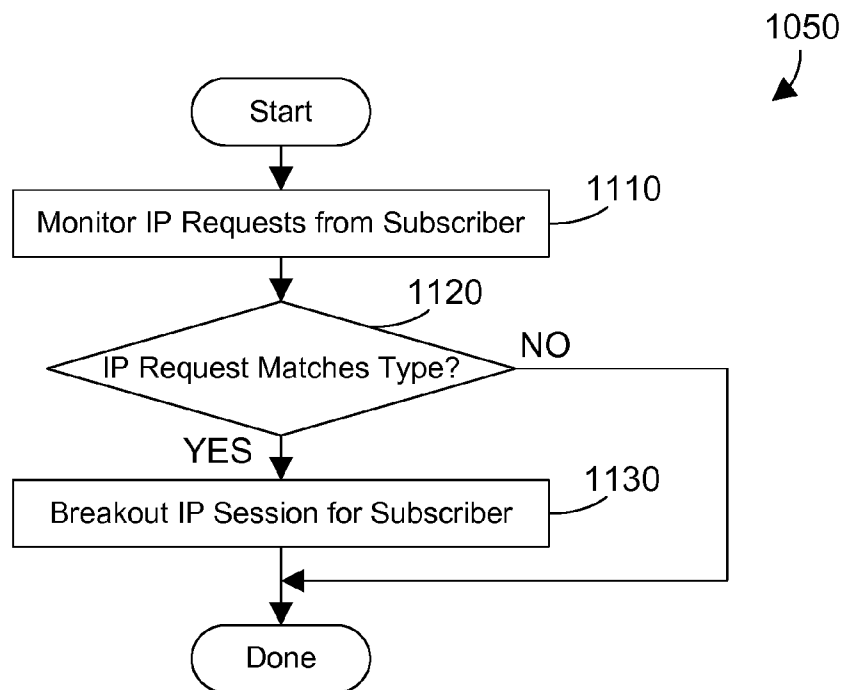 1050
Start
Monitor IP Requests from Subscriber
1110
1120
IP Request Matches Type?
NO
YES
1130
Breakout IP Session for Subscriber
Done